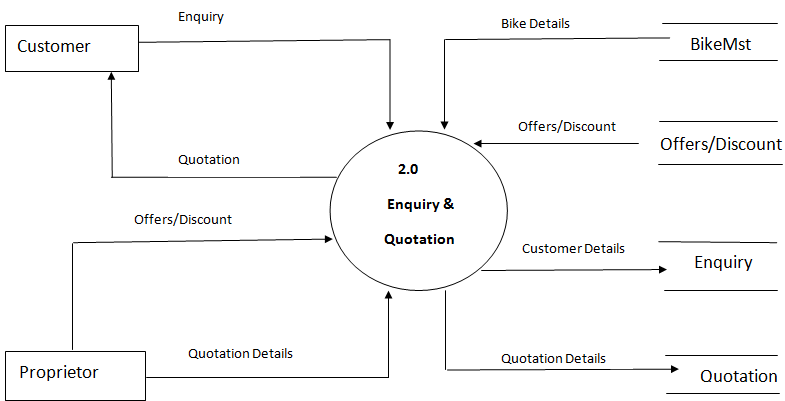 Enquiry
Bike Details
Customer
BikeMst
Offers/Discount
Offers/Discount
Quotation
2.0
Enquiry &
Quotation
Offers/Discount
Customer Details
Enquiry
Quotation Details
Quotation Details
Proprietor
Quotation